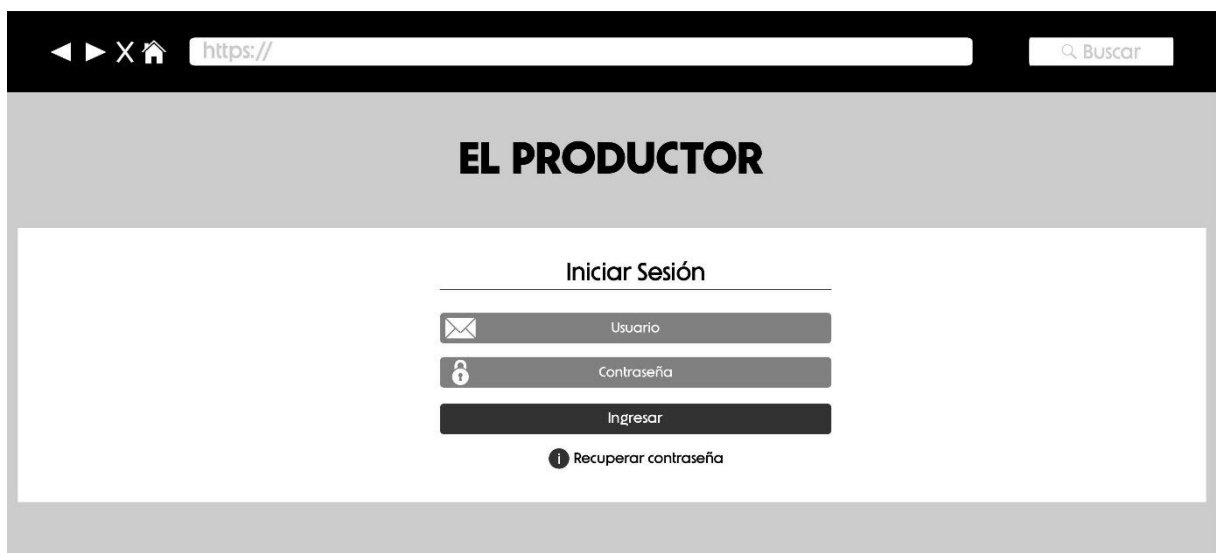 X
https://
Buscar
EL PRODUCTOR
Iniciar Sesión
Usuario
Contraseña
Ingresar
i Recuperar contraseña